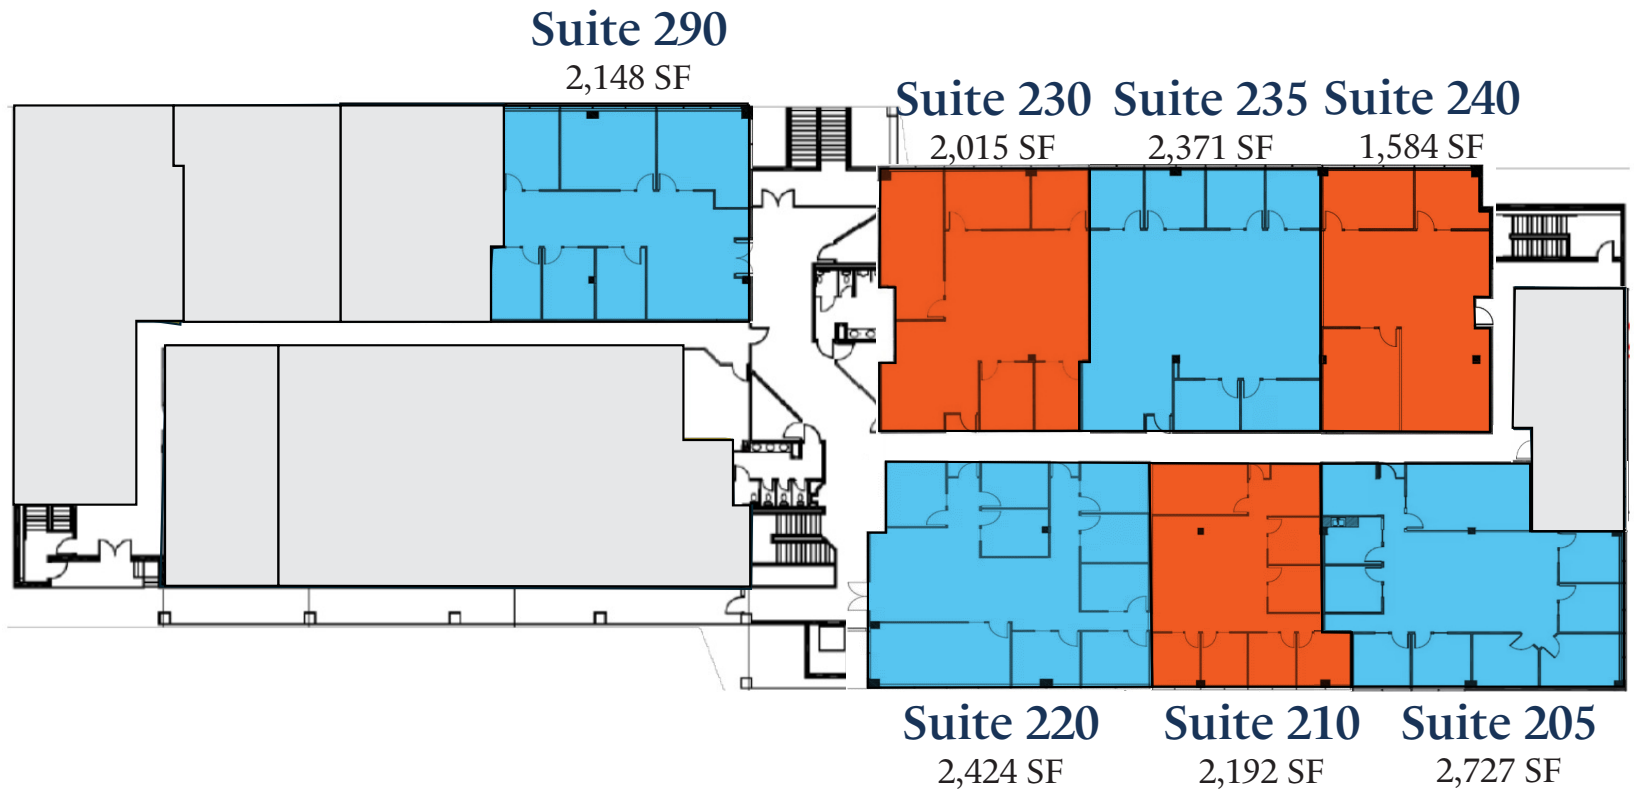 Suite 290
2,148 SF
Suite 230
2,015 SF
Suite 235
2,371 SF
Suite 240
1,584 SF
Suite 220
2,424 SF
Suite 210
2,192 SF
Suite 205
2,727 SF